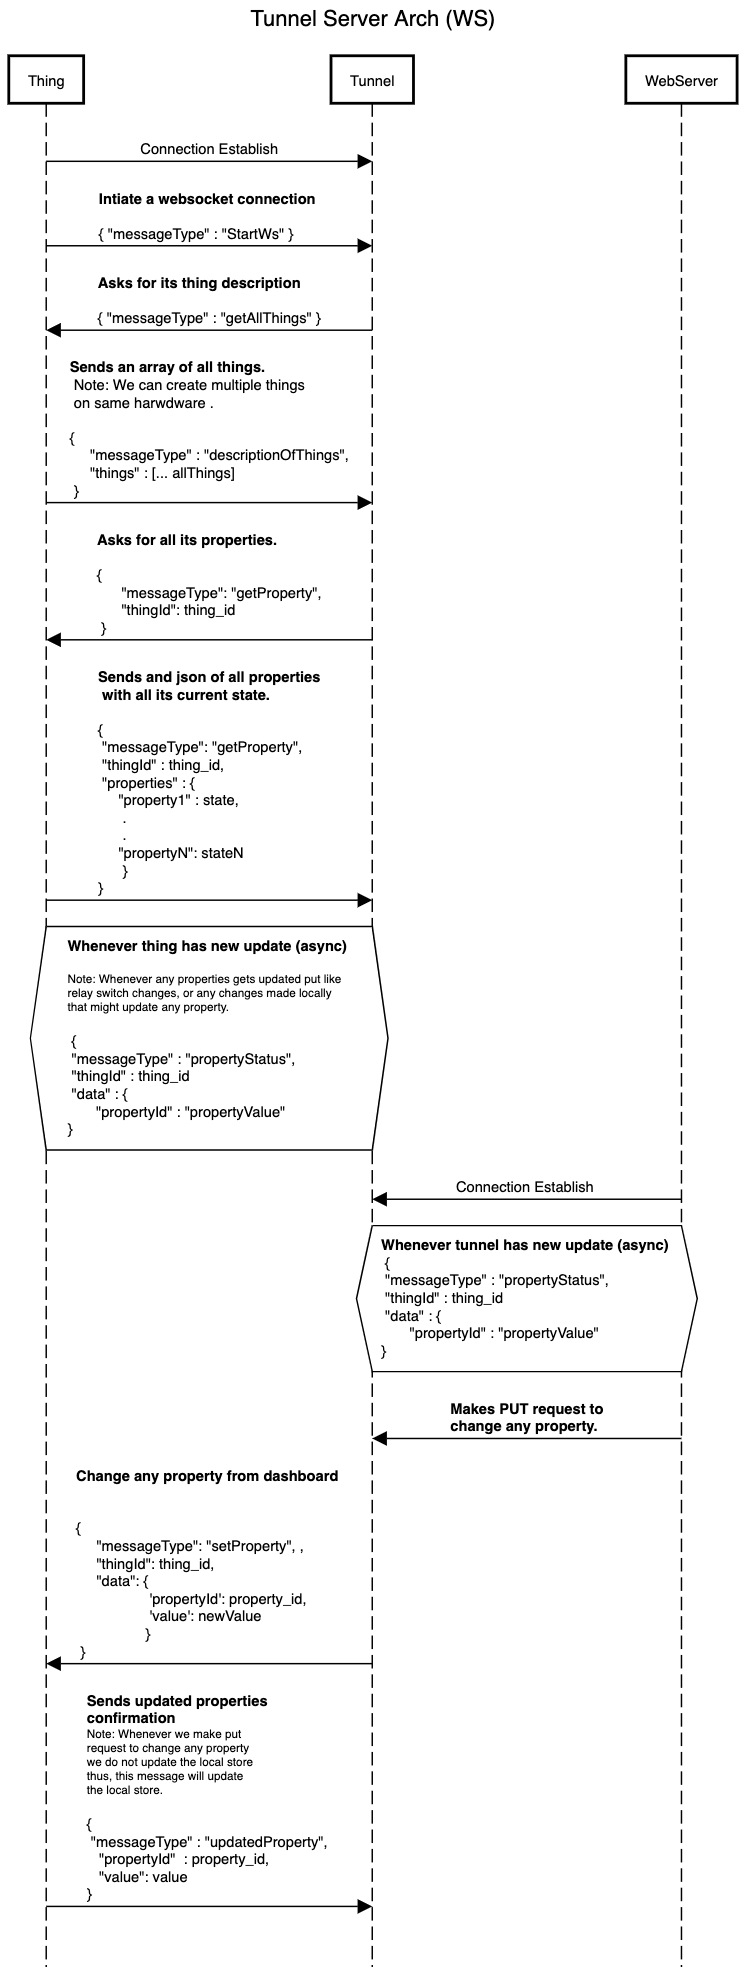 Tunnel Server Arch (WS)
Thing
Tunnel
WebServer
Connection Establish
Intiate a websocket connection
{ "messageType" : "StartWs" }
Asks for its thing description
{ "messageType" : "getAllThings" }
Sends an array of all things.
Note: We can create multiple things
on same harwdware .
{
"messageType" : "descriptionOfThings",
"things" : [... allThings]
}
Asks for all its properties.
{
"messageType": "getProperty",
"thingId": thing_id
}
Sends and json of all properties
with all its current state.
{
"messageType": "getProperty",
"thingId" : thing_id,
"properties" : {
"property1" : state,
.
.
"propertyN": stateN
}
}
Whenever thing has new update (async)
Note: Whenever any properties gets updated put like
relay switch changes, or any changes made locally
that might update any property.
{
"messageType" : "propertyStatus",
"thingId" : thing_id
"data" : {
"propertyId" : "propertyValue"
}
Connection Establish
Whenever tunnel has new update (async)
{
"messageType" : "propertyStatus",
"thingId" : thing_id
"data" : {
"propertyId" : "propertyValue"
}
Makes PUT request to
change any property.
Change any property from dashboard
{
"messageType": "setProperty", ,
"thingId": thing_id,
"data": {
'propertyId': property_id,
'value': newValue
}
}
Sends updated properties
confirmation
Note: Whenever we make put
request to change any property
we do not update the local store
thus, this message will update
the local store.
{
"messageType" : "updatedProperty",
"propertyId"  : property_id,
"value": value
}